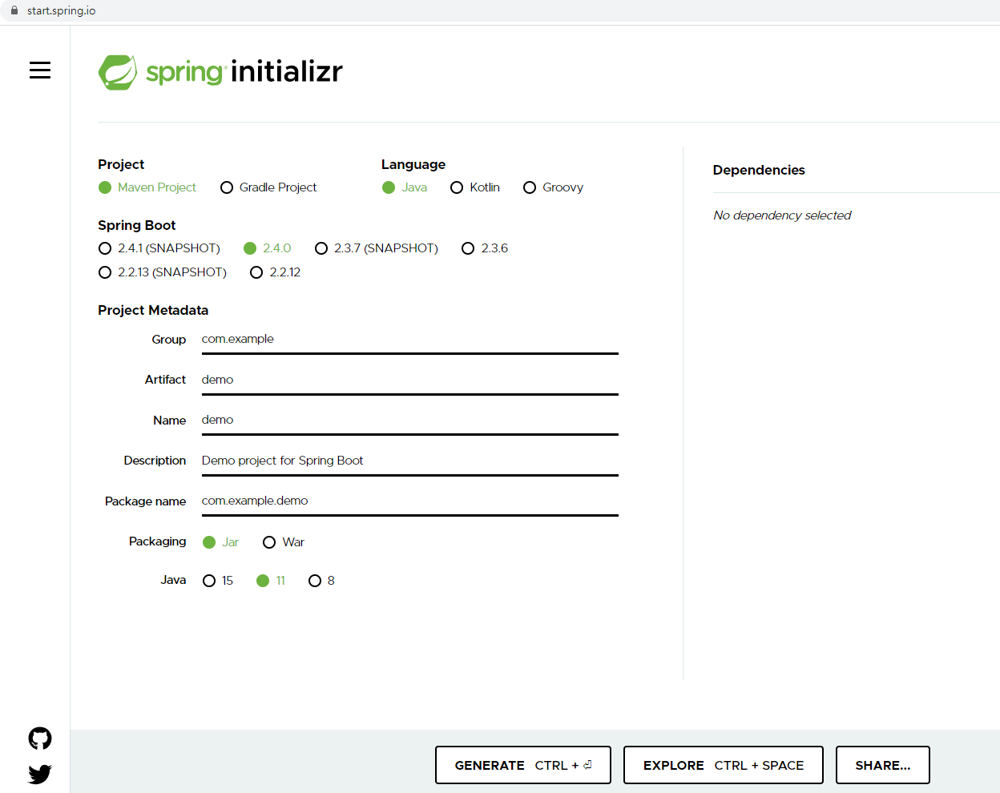 start.spring.io
spring initializr
Project
Maven Project Gradle Project
Language
Java Kotlin Groovy
Spring Boot
2.4.1 (SNAPSHOT) 2.4.0 2.3.7 (SNAPSHOT) 2.3.6
2.2.13 (SNAPSHOT) 2.2.12
Project Metadata
Group com.example
Artifact demo
Name demo
Description Demo project for Spring Boot
Package name com.example.demo
Packaging Jar War
Java 15 11 8
Dependencies
No dependency selected
GENERATE CTRL + ⏎
EXPLORE CTRL + SPACE
SHARE...